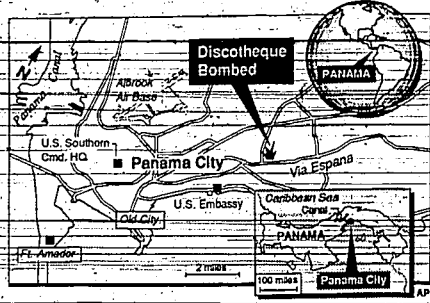 Discotheque
Bombed
PANAMA
N
Panama Canal
Albrook
Air Base
U.S. Southern
Cmd. HQ
Panama City
Via Espana
U.S. Embassy
Old City
Ft. Amador
2 miles
Caribbean Sea
Canal
PANAMA
100 miles
Panama City
AP